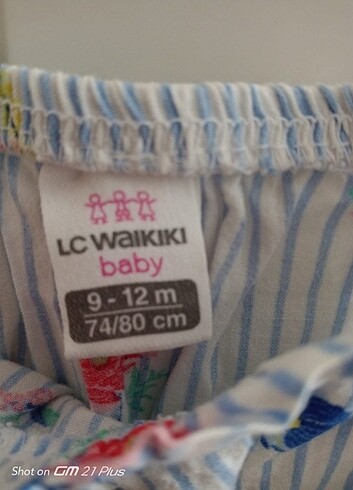 LC WAIKIKI
baby
9 - 12 m
74/80 cm
Shot on GM 21 Plus